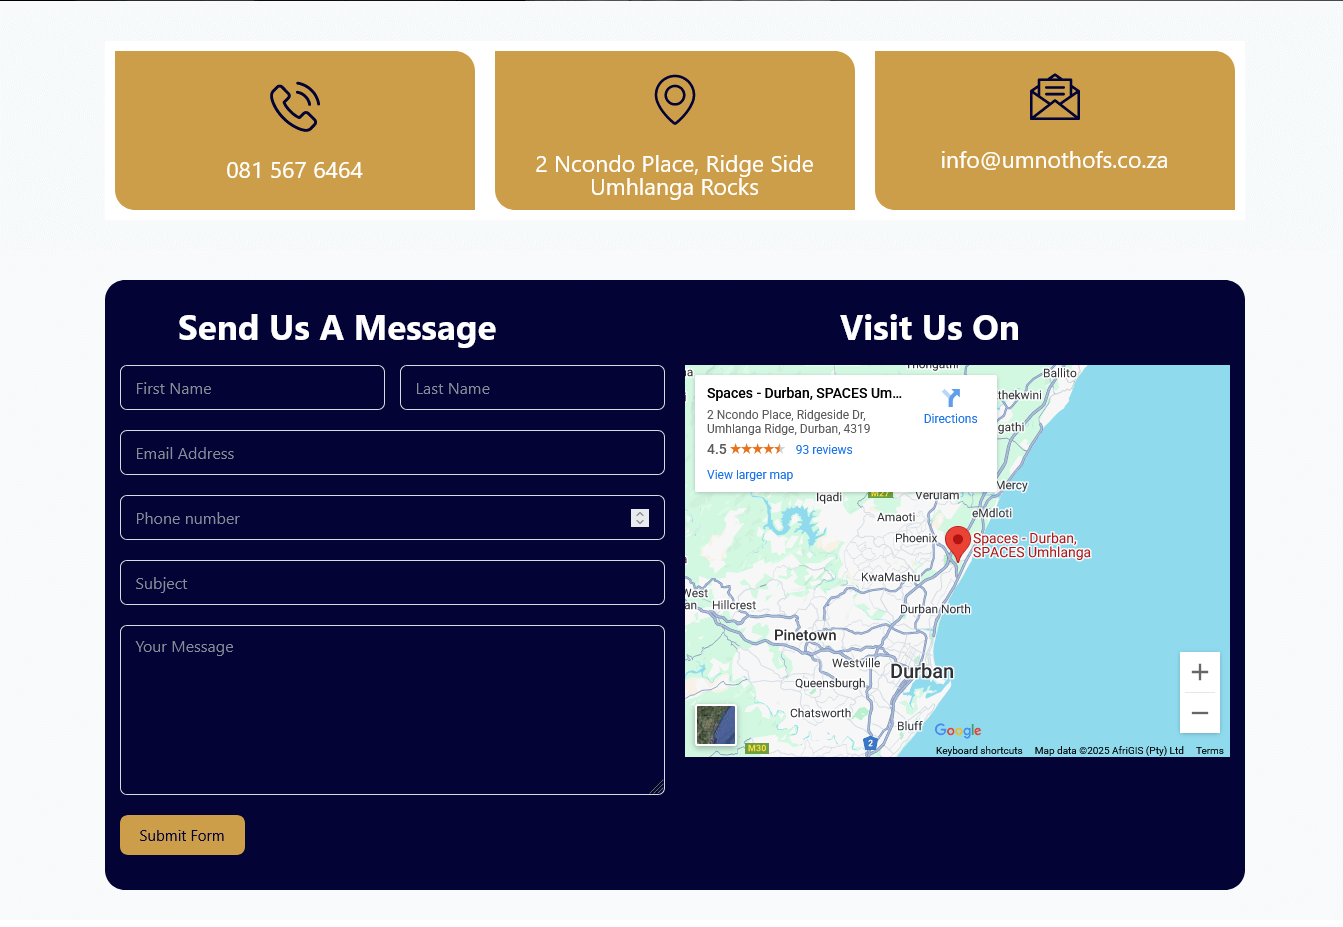 081 567 6464
2 Ncondo Place, Ridge Side
Umhlanga Rocks
info@umnothofs.co.za
Send Us A Message
First Name
Last Name
Email Address
Phone number
Subject
Your Message
Submit Form
Visit Us On
Spaces - Durban, SPACES Um...
2 Ncondo Place, Ridgeside Dr,
Umhlanga Ridge, Durban, 4319
4.5
93 reviews
View larger map
Directions
Ballito
Mercy
M27
Iqadi
Verulam
Amaoti
eMdloti
Phoenix
Spaces - Durban,
SPACES Umhlanga
KwaMashu
Hillcrest
Durban North
Pinetown
Westville
Durban
Queensburgh
Chatsworth
Bluff
2
M30
Google
Keyboard shortcuts
Map data ©2025 AfriGIS (Pty) Ltd
Terms